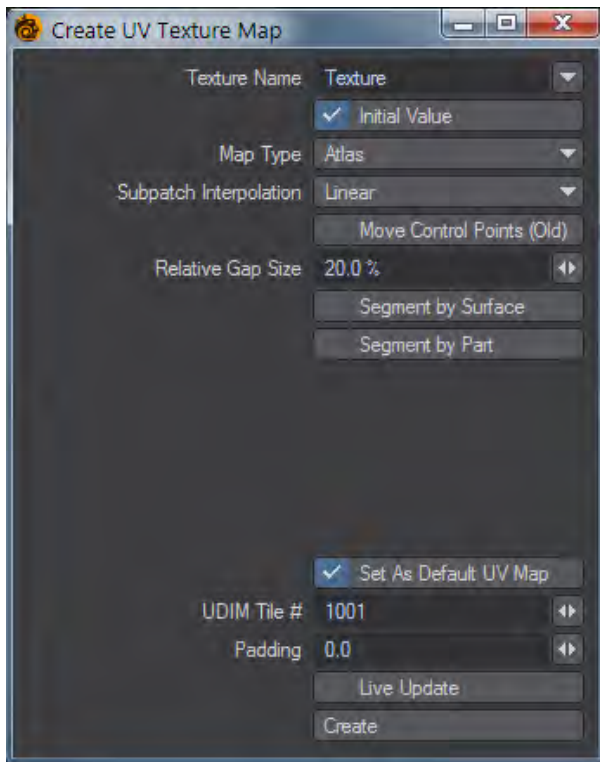 Create UV Texture Map
Texture Name Texture
Initial Value
Map Type Atlas
Subpatch Interpolation Linear
Move Control Points (Old)
Relative Gap Size 20.0 %
Segment by Surface
Segment by Part
Set As Default UV Map
UDIM Tile # 1001
Padding 0.0
Live Update
Create